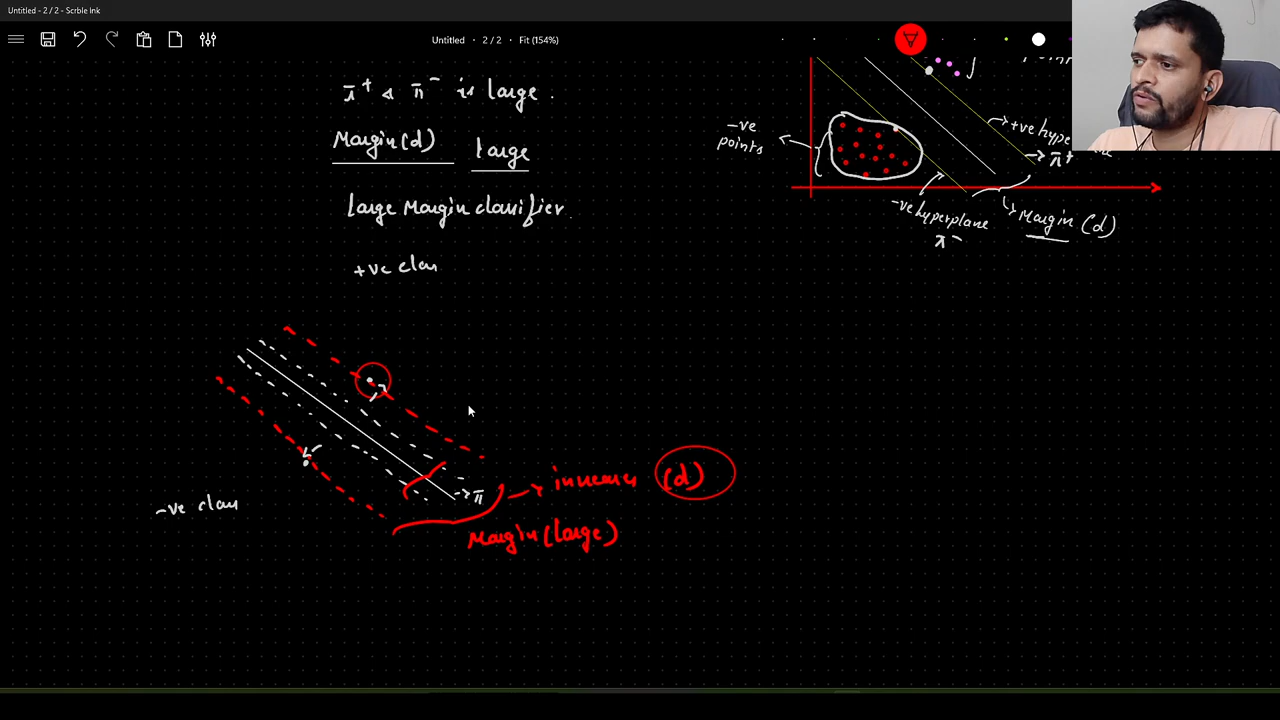 Untitled - 2 / 2 - Scrble Ink
Untitled • 2 / 2 • Fit (154%)
π+ & π- is large.
Margin(d) large
large Margin classifier
+ve class
-ve points
+ve hype
π+
-ve hyperplane
π-
Margin (d)
→ π
→ increase (d)
Margin (large)
-ve class